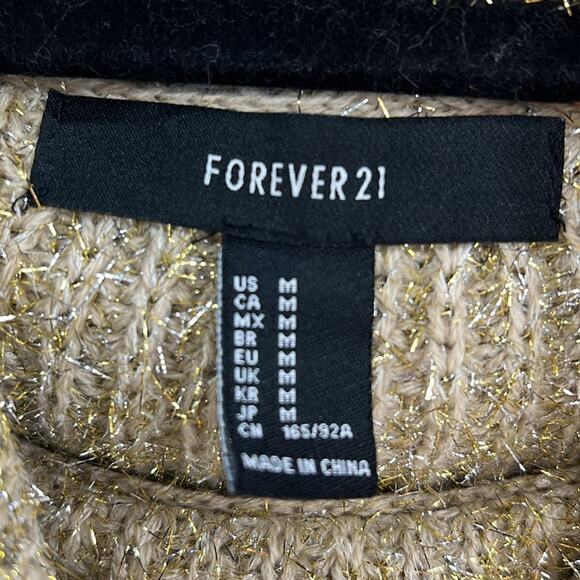 FOREVER 21
US M
CA M
MX M
BR M
EU M
UK M
KR M
JP M
CN 165/92A
MADE IN CHINA